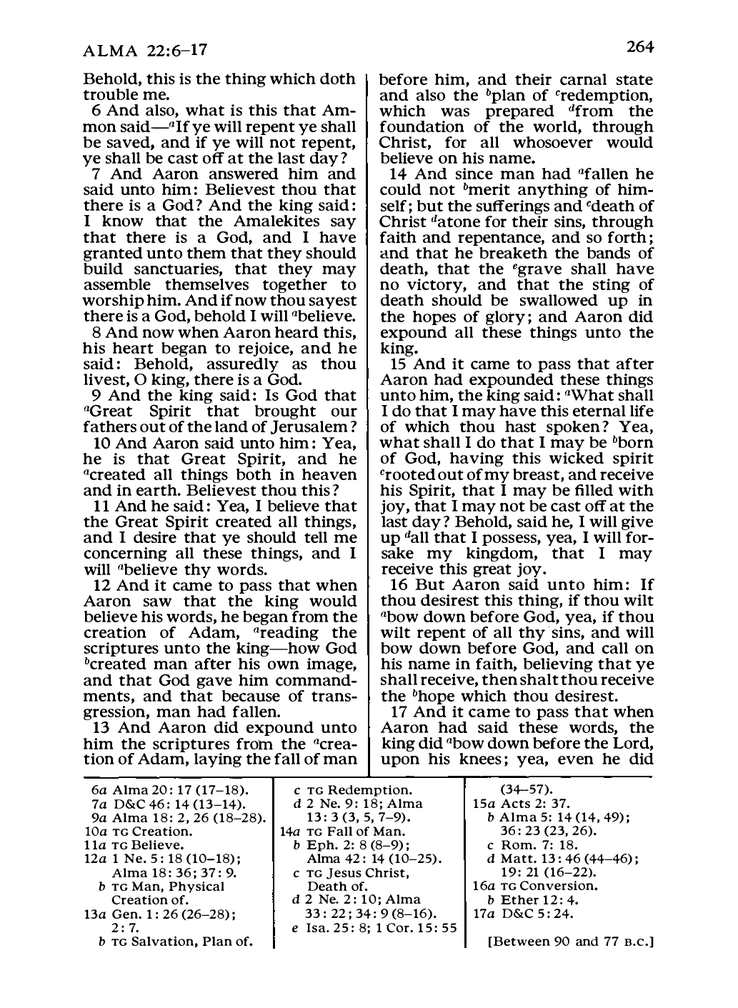 ALMA 22:6–17
264
Behold, this is the thing which doth
trouble me.
6 And also, what is this that Am-
mon said—aIf ye will repent ye shall
be saved, and if ye will not repent,
ye shall be cast off at the last day?
7 And Aaron answered him and
said unto him: Believest thou that
there is a God? And the king said:
I know that the Amalekites say
that there is a God, and I have
granted unto them that they should
build sanctuaries, that they may
assemble themselves together to
worship him. And if now thou sayest
there is a God, behold I will abelieve.
8 And now when Aaron heard this,
his heart began to rejoice, and he
said: Behold, assuredly as thou
livest, O king, there is a God.
9 And the king said: Is God that
aGreat Spirit that brought our
fathers out of the land of Jerusalem?
10 And Aaron said unto him: Yea,
he is that Great Spirit, and he
acreated all things both in heaven
and in earth. Believest thou this?
11 And he said: Yea, I believe that
the Great Spirit created all things,
and I desire that ye should tell me
concerning all these things, and I
will abelieve thy words.
12 And it came to pass that when
Aaron saw that the king would
believe his words, he began from the
creation of Adam, areading the
scriptures unto the king—how God
bcreated man after his own image,
and that God gave him command-
ments, and that because of trans-
gression, man had fallen.
13 And Aaron did expound unto
him the scriptures from the acrea-
tion of Adam, laying the fall of man
before him, and their carnal state
and also the bplan of credemption,
which was prepared dfrom the
foundation of the world, through
Christ, for all whosoever would
believe on his name.
14 And since man had afallen he
could not bmerit anything of him-
self; but the sufferings and cdeath of
Christ datone for their sins, through
faith and repentance, and so forth;
and that he breaketh the bands of
death, that the egrave shall have
no victory, and that the sting of
death should be swallowed up in
the hopes of glory; and Aaron did
expound all these things unto the
king.
15 And it came to pass that after
Aaron had expounded these things
unto him, the king said: aWhat shall
I do that I may have this eternal life
of which thou hast spoken? Yea,
what shall I do that I may be bborn
of God, having this wicked spirit
crooted out of my breast, and receive
his Spirit, that I may be filled with
joy, that I may not be cast off at the
last day? Behold, said he, I will give
up dall that I possess, yea, I will for-
sake my kingdom, that I may
receive this great joy.
16 But Aaron said unto him: If
thou desirest this thing, if thou wilt
abow down before God, yea, if thou
wilt repent of all thy sins, and will
bow down before God, and call on
his name in faith, believing that ye
shall receive, then shalt thou receive
the bhope which thou desirest.
17 And it came to pass that when
Aaron had said these words, the
king did abow down before the Lord,
upon his knees; yea, even he did
6a Alma 20: 17 (17–18).
7a D&C 46: 14 (13–14).
9a Alma 18: 2, 26 (18–28).
10a TG Creation.
11a TG Believe.
12a 1 Ne. 5: 18 (10–18);
Alma 18: 36; 37: 9.
b TG Man, Physical
Creation of.
13a Gen. 1: 26 (26–28);
2: 7.
b TG Salvation, Plan of.
c TG Redemption.
d 2 Ne. 9: 18; Alma
13: 3 (3, 5, 7–9).
14a TG Fall of Man.
b Eph. 2: 8 (8–9);
Alma 42: 14 (10–25).
c TG Jesus Christ,
Death of.
d 2 Ne. 2: 10; Alma
33: 22; 34: 9 (8–16).
e Isa. 25: 8; 1 Cor. 15: 55
(34–57).
15a Acts 2: 37.
b Alma 5: 14 (14, 49);
36: 23 (23, 26).
c Rom. 7: 18.
d Matt. 13: 46 (44–46);
19: 21 (16–22).
16a TG Conversion.
b Ether 12: 4.
17a D&C 5: 24.
[Between 90 and 77 B.C.]